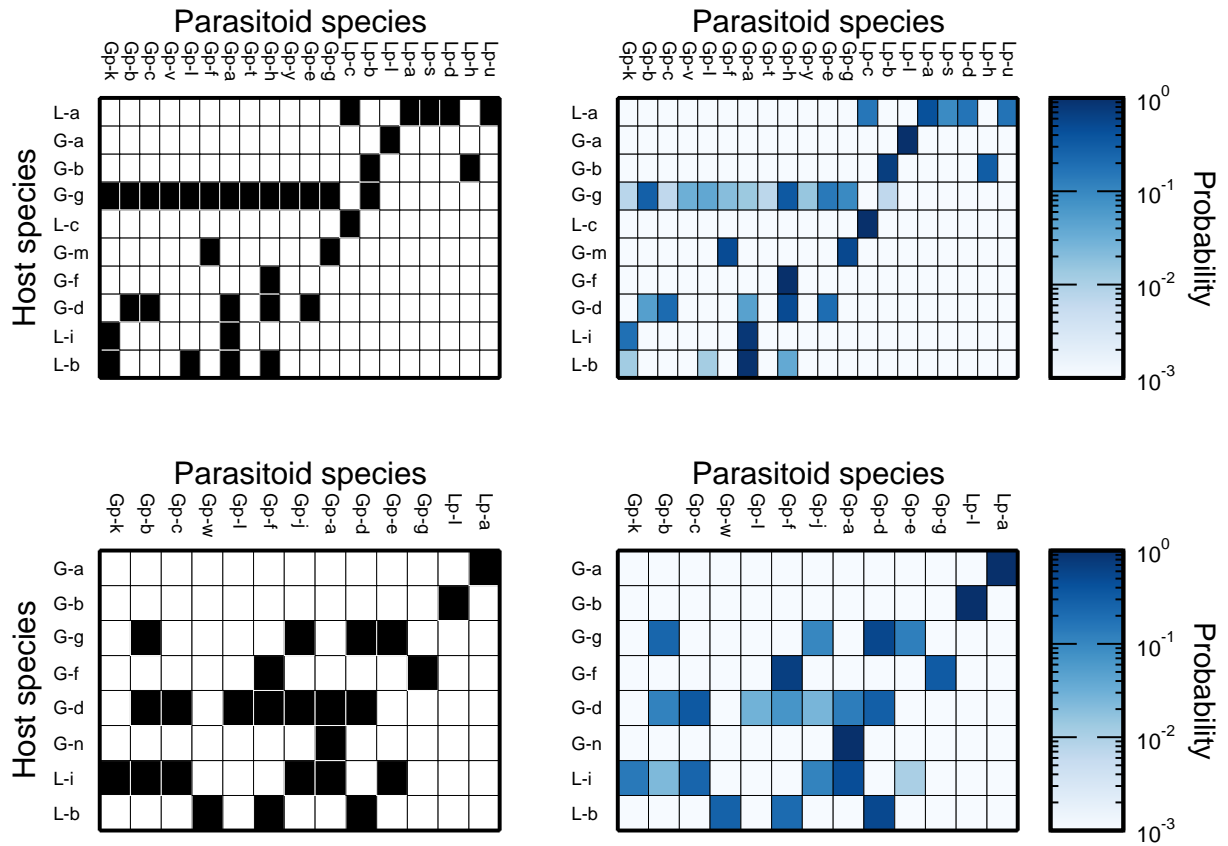 Parasitoid species
Gp-k
Gp-b
Gp-c
Gp-v
Gp-l
Gp-f
Gp-a
Gp-t
Gp-h
Gp-y
Gp-e
Gp-g
Lp-c
Lp-b
Lp-l
Lp-a
Lp-s
Lp-d
Lp-h
Lp-u
Host species
L-a
G-a
G-b
G-g
L-c
G-m
G-f
G-d
L-i
L-b
Parasitoid species
Gp-k
Gp-b
Gp-c
Gp-v
Gp-l
Gp-f
Gp-a
Gp-t
Gp-h
Gp-y
Gp-e
Gp-g
Lp-c
Lp-b
Lp-l
Lp-a
Lp-s
Lp-d
Lp-h
Lp-u
10⁰
10⁻¹
10⁻²
10⁻³
Probability
Parasitoid species
Gp-k
Gp-b
Gp-c
Gp-w
Gp-l
Gp-f
Gp-j
Gp-a
Gp-d
Gp-e
Gp-g
Lp-l
Lp-a
Host species
G-a
G-b
G-g
G-f
G-d
G-n
L-i
L-b
Parasitoid species
Gp-k
Gp-b
Gp-c
Gp-w
Gp-l
Gp-f
Gp-j
Gp-a
Gp-d
Gp-e
Gp-g
Lp-l
Lp-a
10⁰
10⁻¹
10⁻²
10⁻³
Probability